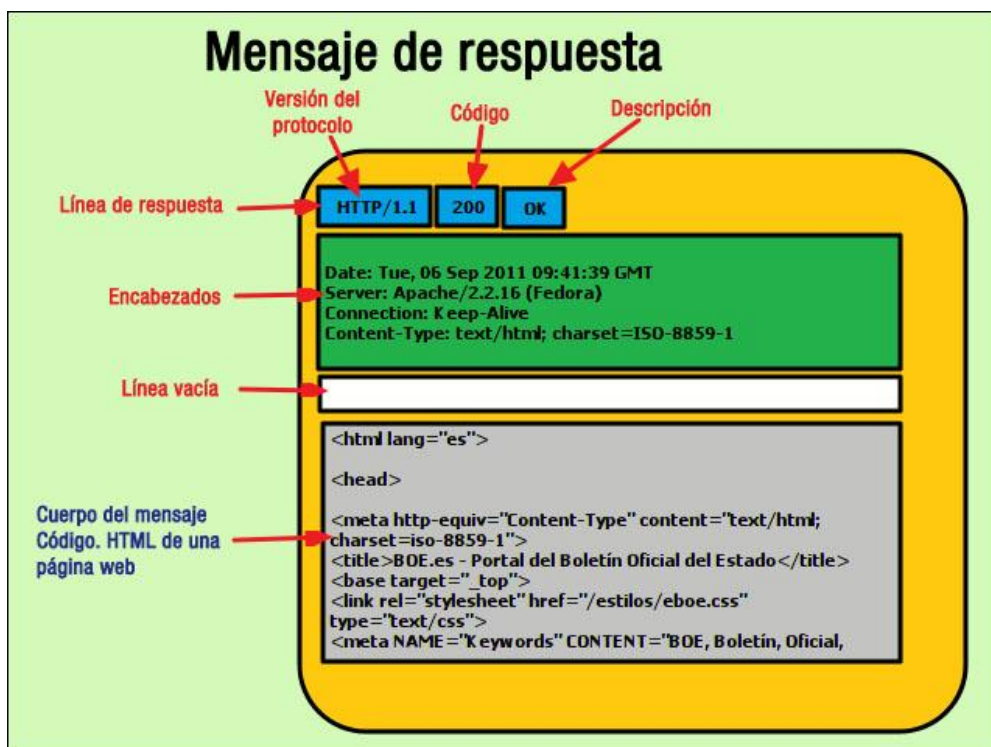 Mensaje de respuesta
Versión del
protocolo
Código
Descripción
Línea de respuesta
HTTP/1.1
200
OK
Encabezados
Date: Tue, 06 Sep 2011 09:41:39 GMT
Server: Apache/2.2.16 (Fedora)
Connection: Keep-Alive
Content-Type: text/html; charset=ISO-8859-1
Línea vacía
Cuerpo del mensaje
Código. HTML de una
página web
<html lang="es">
<head>
<meta http-equiv="Content-Type" content="text/html;
charset=iso-8859-1">
<title>BOE.es - Portal del Boletín Oficial del Estado</title>
<base target="_top">
<link rel="stylesheet" href="/estilos/eboe.css"
type="text/css">
<meta NAME="Keywords" CONTENT="BOE, Boletín, Oficial,